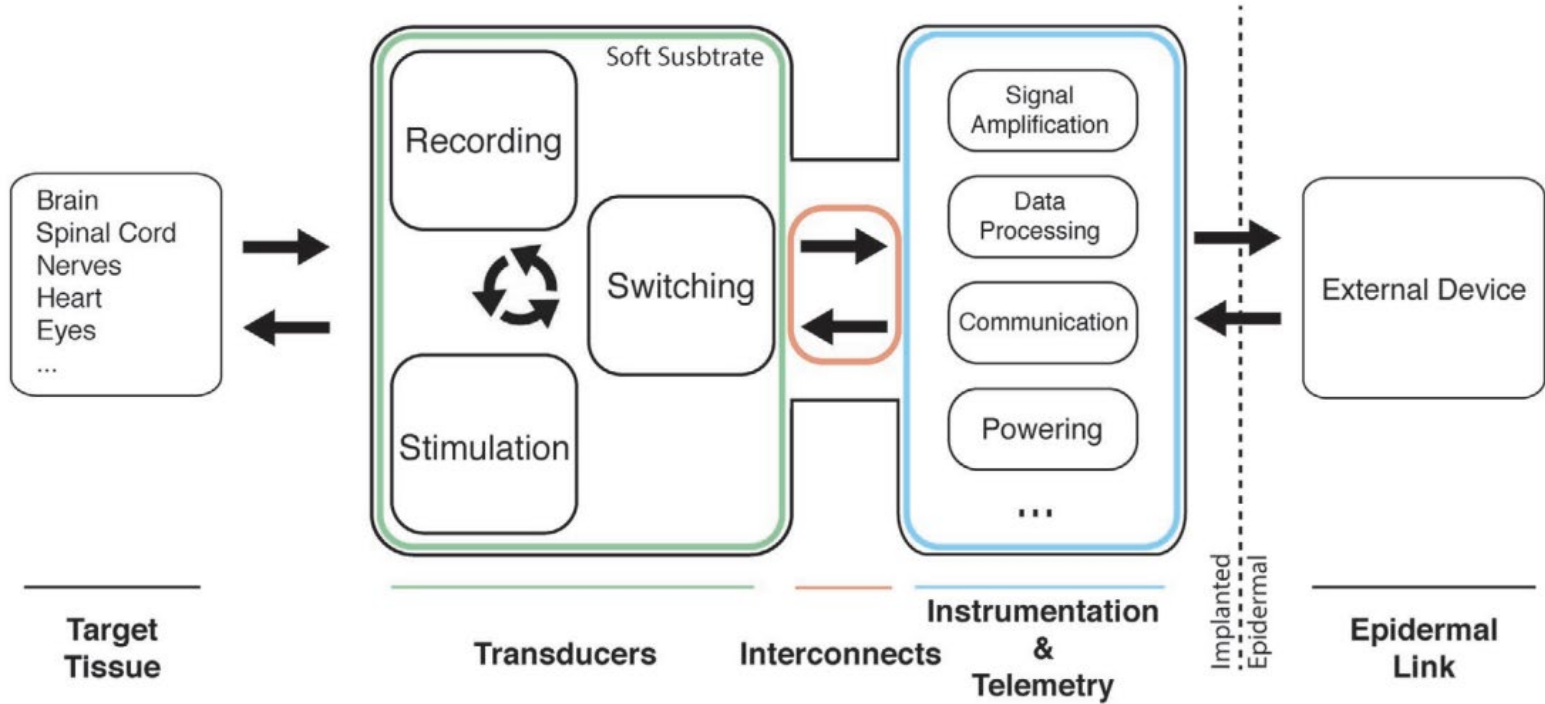 Soft Susbtrate
Recording
Switching
Stimulation
Brain
Spinal Cord
Nerves
Heart
Eyes
...
Signal
Amplification
Data
Processing
Communication
Powering
...
External Device
Implanted
Epidermal
Target
Tissue
Transducers
Interconnects
Instrumentation
&
Telemetry
Epidermal
Link